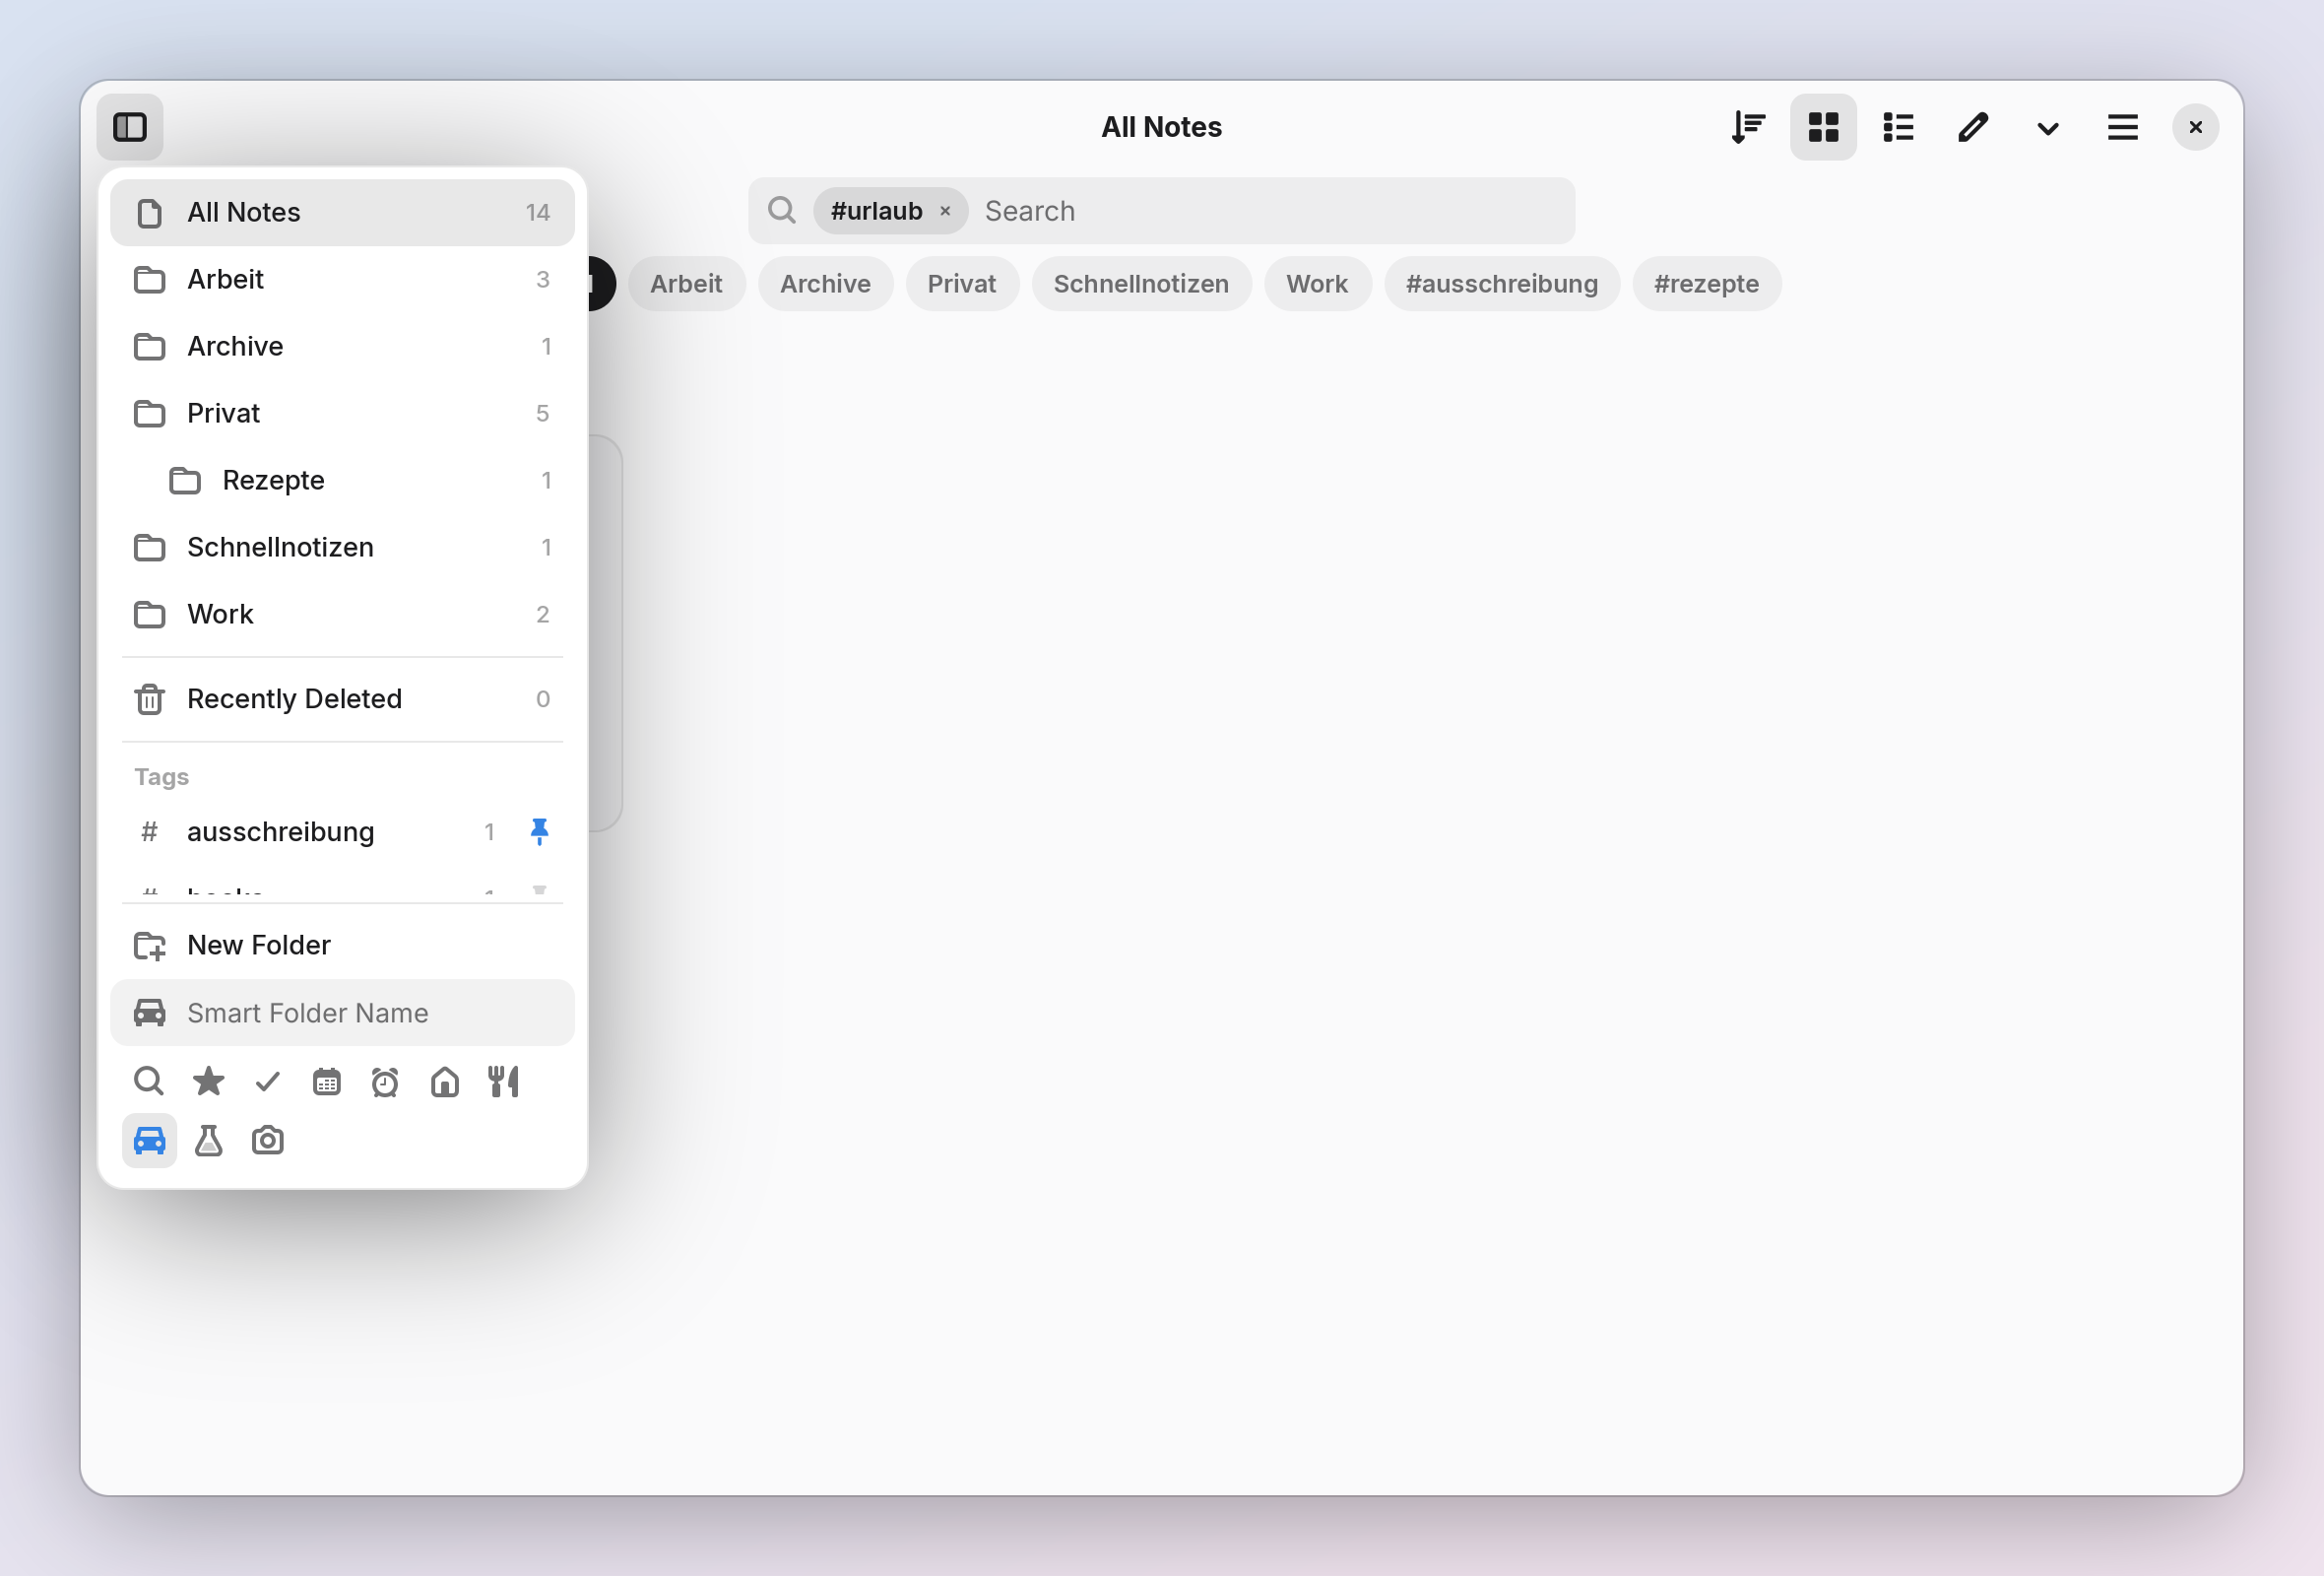 All Notes
#urlaub × Search
Arbeit Archive Privat Schnellnotizen Work #ausschreibung #rezepte
All Notes 14
Arbeit 3
Archive 1
Privat 5
Rezepte 1
Schnellnotizen 1
Work 2
Recently Deleted 0
Tags
# ausschreibung 1
New Folder
Smart Folder Name